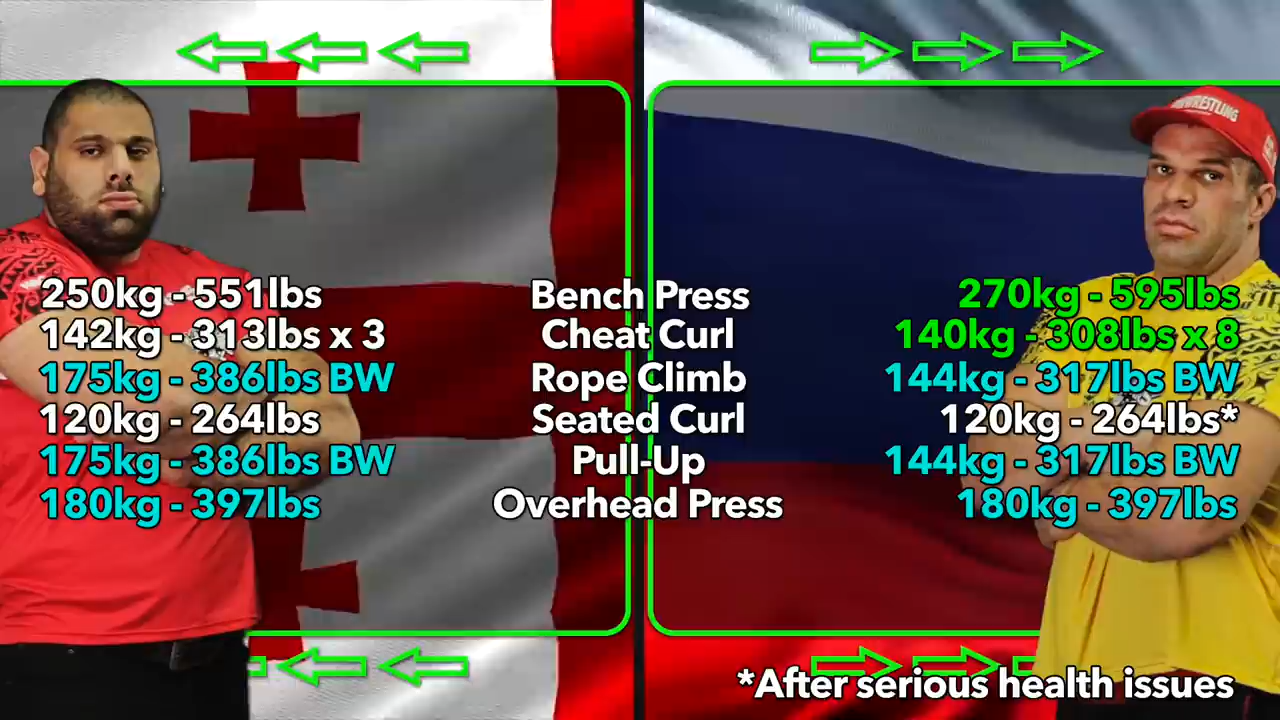 250kg - 551lbs Bench Press 270kg - 595lbs
142kg - 313lbs x 3 Cheat Curl 140kg - 308lbs x 8
175kg - 386lbs BW Rope Climb 144kg - 317lbs BW
120kg - 264lbs Seated Curl 120kg - 264lbs*
175kg - 386lbs BW Pull-Up 144kg - 317lbs BW
180kg - 397lbs Overhead Press 180kg - 397lbs
*After serious health issues